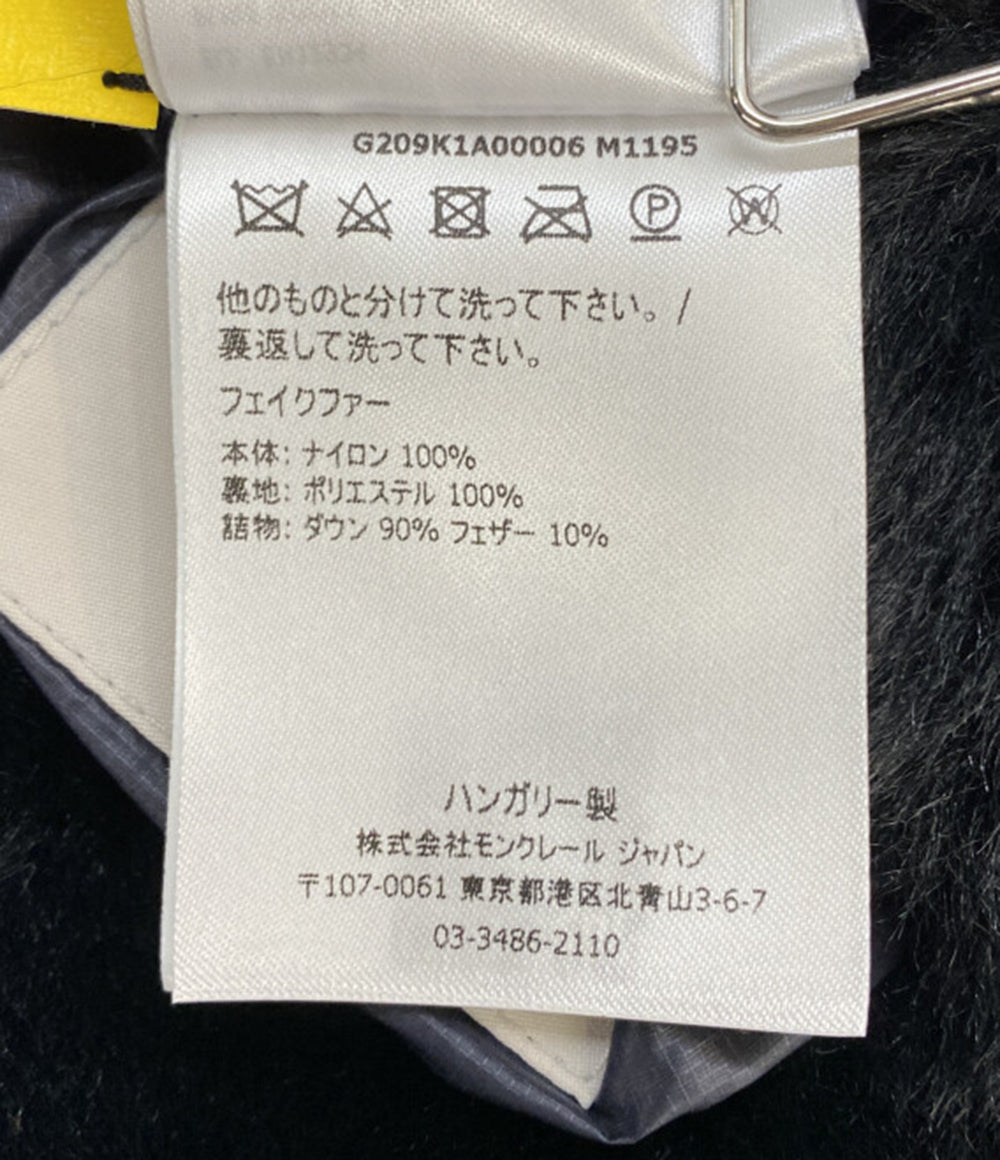 G209K1A00006 M1195
P W
他のものと分けて洗って下さい。/
裏返して洗って下さい。
フェイクファー
本体: ナイロン 100%
裏地: ポリエステル 100%
詰物: ダウン 90% フェザー 10%
ハンガリー製
株式会社モンクレール ジャパン
〒107-0061 東京都港区北青山3-6-7
03-3486-2110